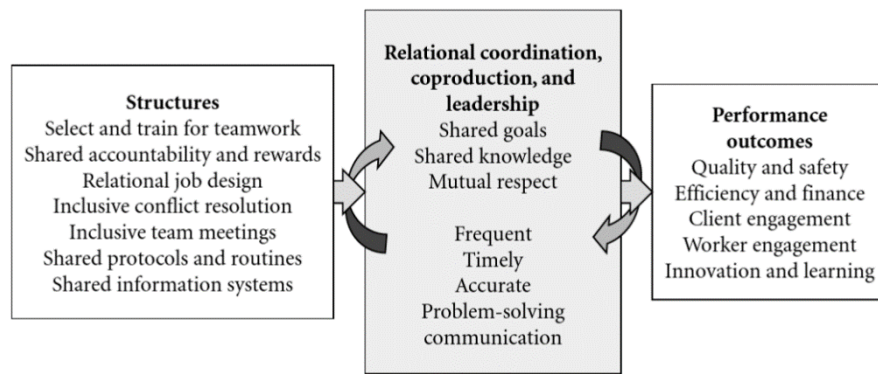 Structures
Select and train for teamwork
Shared accountability and rewards
Relational job design
Inclusive conflict resolution
Inclusive team meetings
Shared protocols and routines
Shared information systems
Relational coordination,
coproduction, and
leadership
Shared goals
Shared knowledge
Mutual respect
Frequent
Timely
Accurate
Problem-solving
communication
Performance
outcomes
Quality and safety
Efficiency and finance
Client engagement
Worker engagement
Innovation and learning